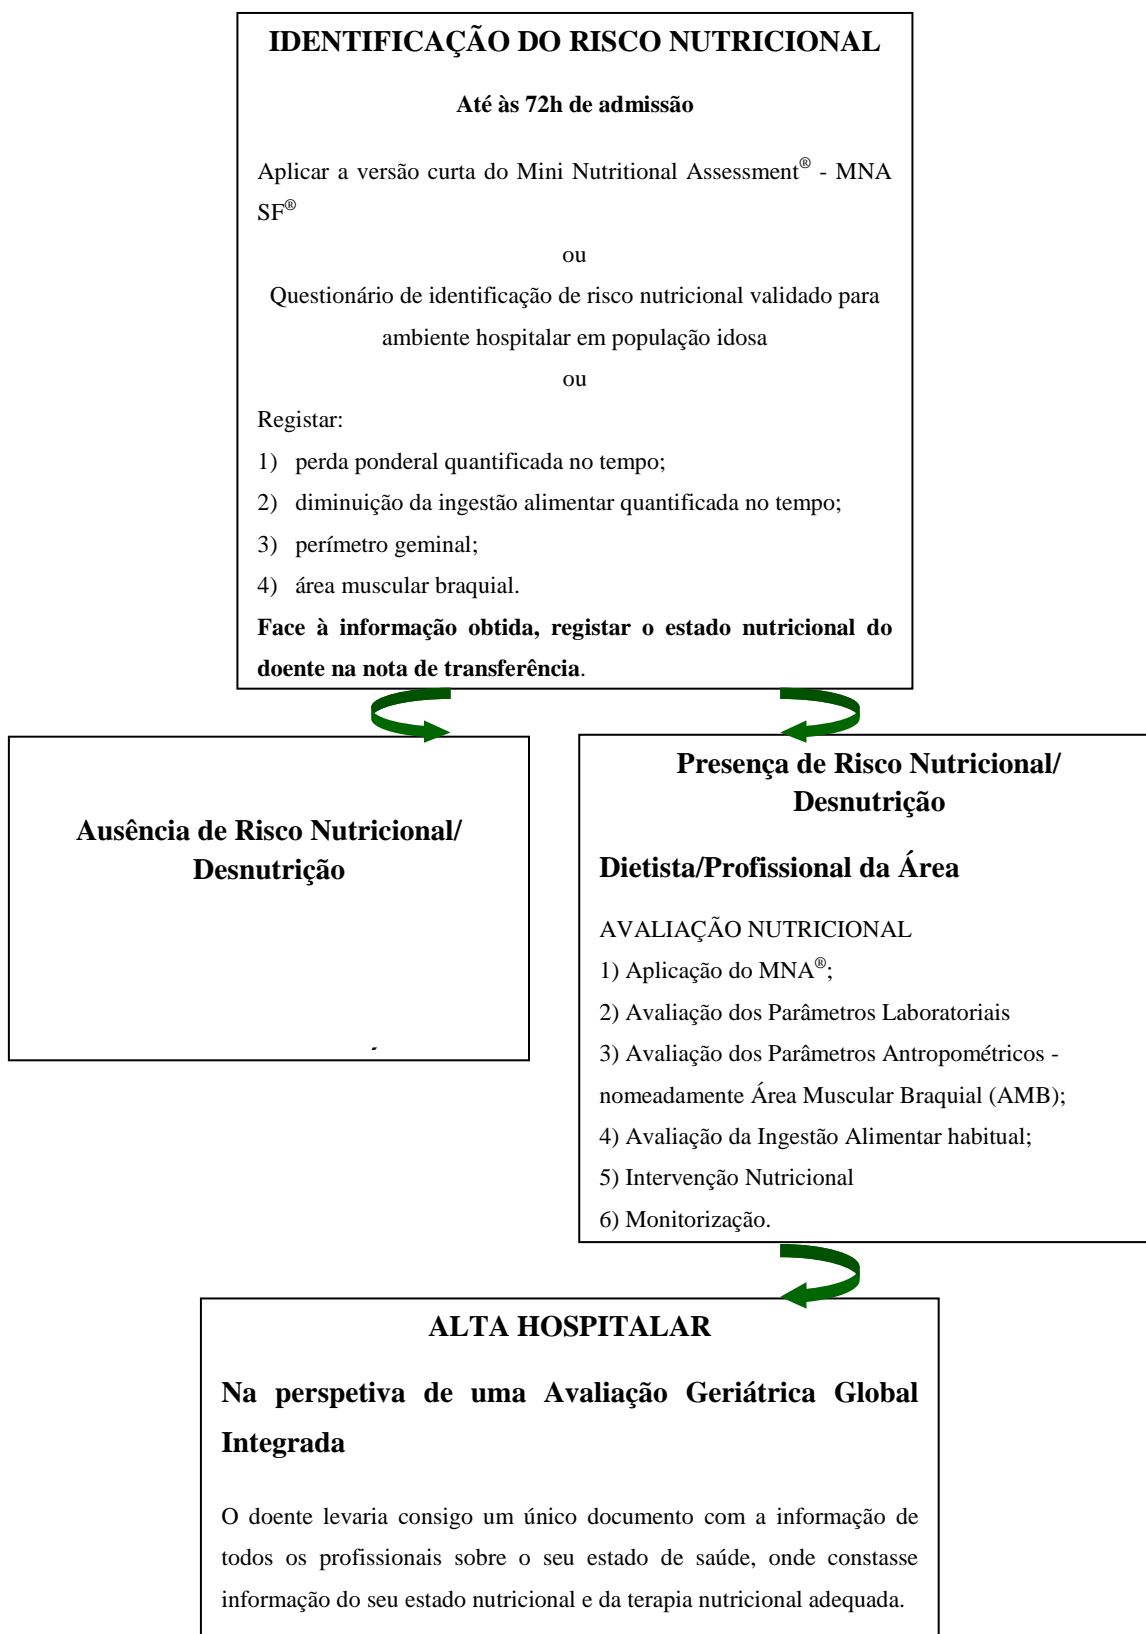 IDENTIFICAÇÃO DO RISCO NUTRICIONAL
Até às 72h de admissão
Aplicar a versão curta do Mini Nutritional Assessment® - MNA
SF®
ou
Questionário de identificação de risco nutricional validado para
ambiente hospitalar em população idosa
ou
Registar:
1) perda ponderal quantificada no tempo;
2) diminuição da ingestão alimentar quantificada no tempo;
3) perímetro geminal;
4) área muscular braquial.
Face à informação obtida, registar o estado nutricional do
doente na nota de transferência.
Ausência de Risco Nutricional/
Desnutrição
Presença de Risco Nutricional/
Desnutrição
Dietista/Profissional da Área
AVALIAÇÃO NUTRICIONAL
1) Aplicação do MNA®;
2) Avaliação dos Parâmetros Laboratoriais
3) Avaliação dos Parâmetros Antropométricos -
nomeadamente Área Muscular Braquial (AMB);
4) Avaliação da Ingestão Alimentar habitual;
5) Intervenção Nutricional
6) Monitorização.
ALTA HOSPITALAR
Na perspetiva de uma Avaliação Geriátrica Global
Integrada
O doente levaria consigo um único documento com a informação de
todos os profissionais sobre o seu estado de saúde, onde constasse
informação do seu estado nutricional e da terapia nutricional adequada.